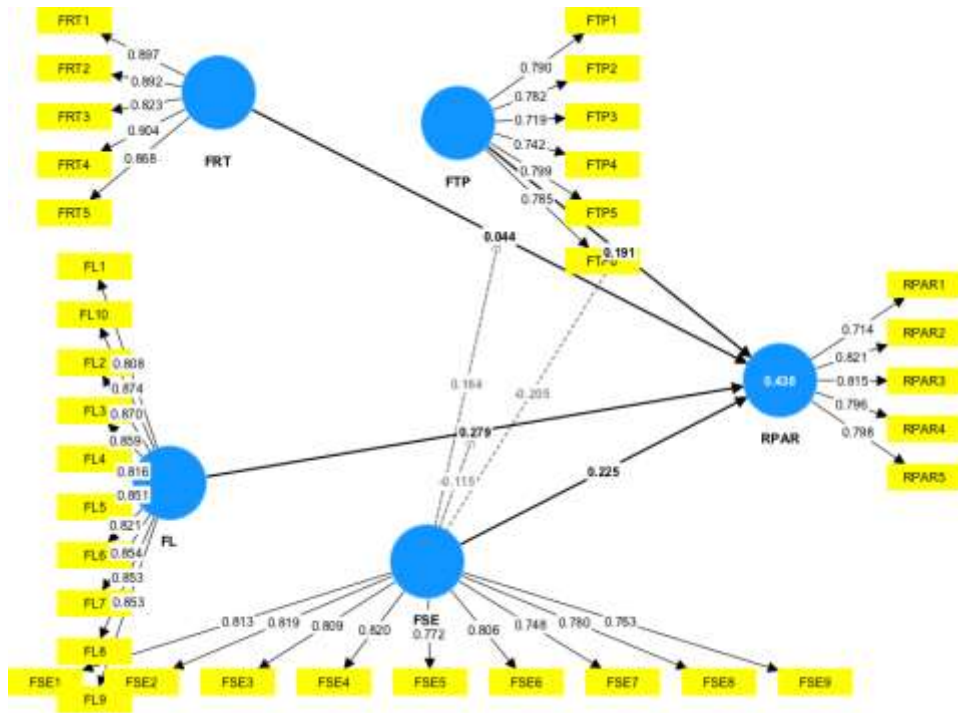 FRT1
FRT2
FRT3
FRT4
FRT5
0.897
0.892
0.823
0.904
0.868
FRT
FTP1
FTP2
FTP3
FTP4
FTP5
FTP6
0.790
0.782
0.719
0.742
0.799
0.785
FTP
0.044
0.191
FL1
FL10
FL2
FL3
FL4
FL5
FL6
FL7
FL8
FL9
0.808
0.874
0.870
0.859
0.816
0.851
0.821
0.854
0.853
0.853
FL
0.164
-0.205
0.279
-0.115
0.225
0.438
RPAR
RPAR1
RPAR2
RPAR3
RPAR4
RPAR5
0.714
0.821
0.815
0.796
0.798
FSE
0.813
0.819
0.809
0.820
0.772
0.806
0.748
0.780
0.763
FSE1
FSE2
FSE3
FSE4
FSE5
FSE6
FSE7
FSE8
FSE9